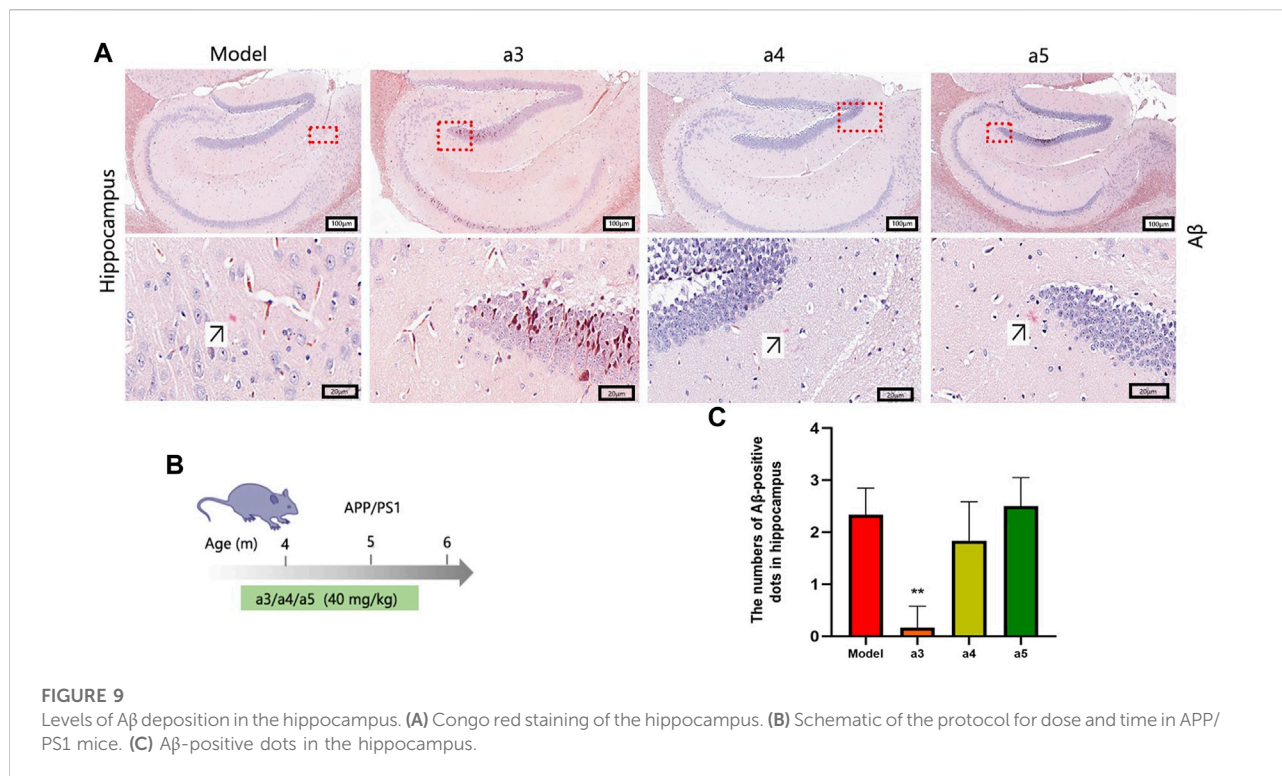 A
Model
a3
a4
a5
Hippocampus
Aβ
100μm
100μm
100μm
100μm
20μm
20μm
20μm
20μm
B
APP/PS1
Age (m)
4
5
6
a3/a4/a5 (40 mg/kg)
C
The numbers of Aβ-positive
dots in hippocampus
4
3
2
1
0
**
Model
a3
a4
a5
FIGURE 9
Levels of Aβ deposition in the hippocampus. (A) Congo red staining of the hippocampus. (B) Schematic of the protocol for dose and time in APP/
PS1 mice. (C) Aβ-positive dots in the hippocampus.